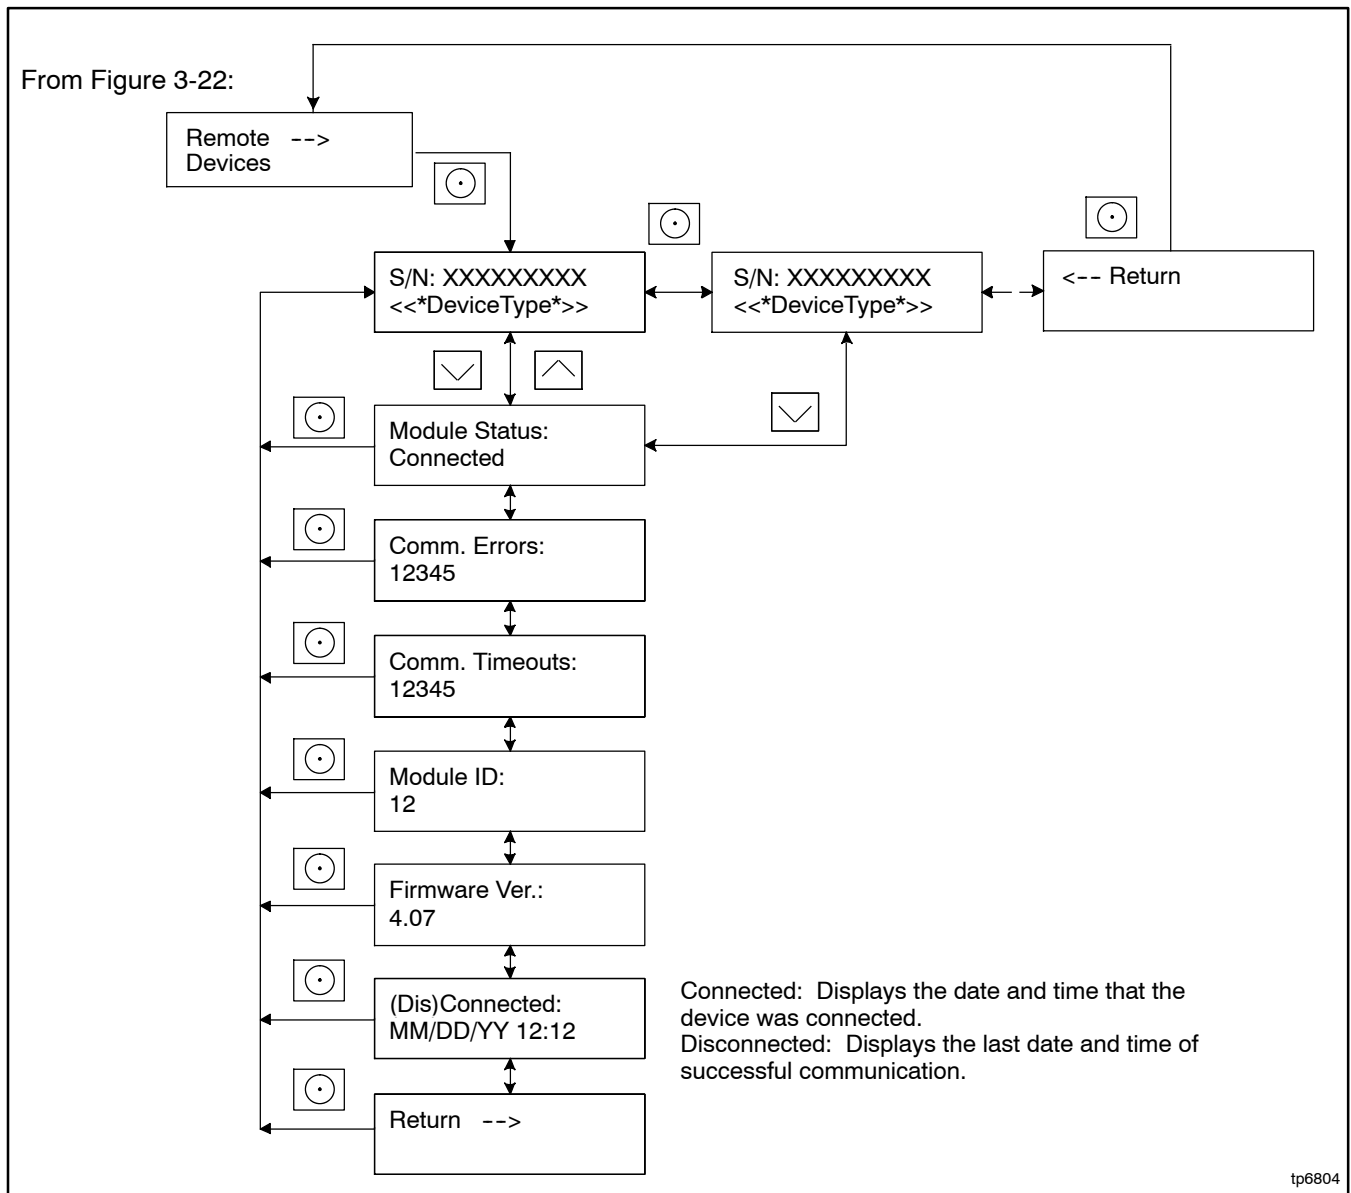 From Figure 3-22:
Remote -->
Devices
S/N: XXXXXXXXX
<<*DeviceType*>>
S/N: XXXXXXXXX
<<*DeviceType*>>
<-- Return
Module Status:
Connected
Comm. Errors:
12345
Comm. Timeouts:
12345
Module ID:
12
Firmware Ver.:
4.07
(Dis)Connected:
MM/DD/YY 12:12
Connected: Displays the date and time that the
device was connected.
Disconnected: Displays the last date and time of
successful communication.
Return -->
tp6804